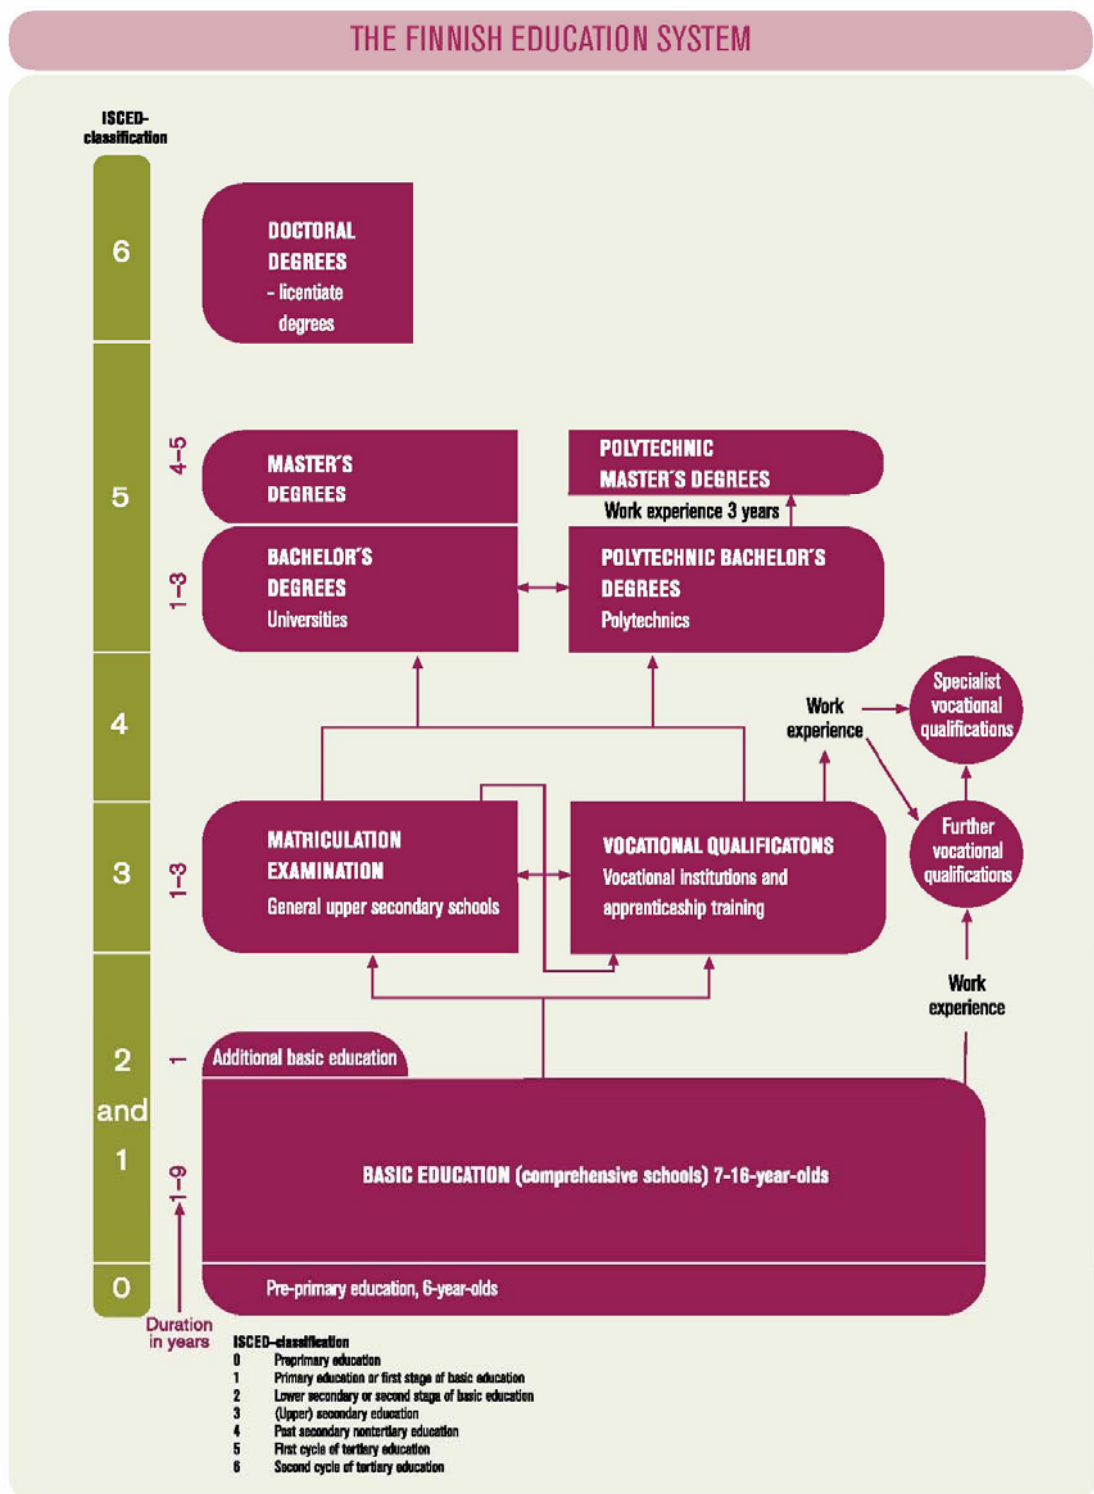 THE FINNISH EDUCATION SYSTEM
ISCED-
classification
6
DOCTORAL
DEGREES
- licentiate
degrees
5
4-5
MASTER´S
DEGREES
POLYTECHNIC
MASTER´S DEGREES
Work experience 3 years
1-3
BACHELOR´S
DEGREES
Universities
POLYTECHNIC BACHELOR´S
DEGREES
Polytechnics
4
Work
experience
Specialist
vocational
qualifications
3
1-3
MATRICULATION
EXAMINATION
General upper secondary schools
VOCATIONAL QUALIFICATONS
Vocational institutions and
apprenticeship training
Further
vocational
qualifications
Work
experience
2
and
1
1
Additional basic education
1-9
BASIC EDUCATION (comprehensive schools) 7-16-year-olds
0
Pre-primary education, 6-year-olds
Duration
in years
ISCED-classification
0 Preprimary education
1 Primary education or first stage of basic education
2 Lower secondary or second stage of basic education
3 (Upper) secondary education
4 Post secondary nontertiary education
5 First cycle of tertiary education
6 Second cycle of tertiary education